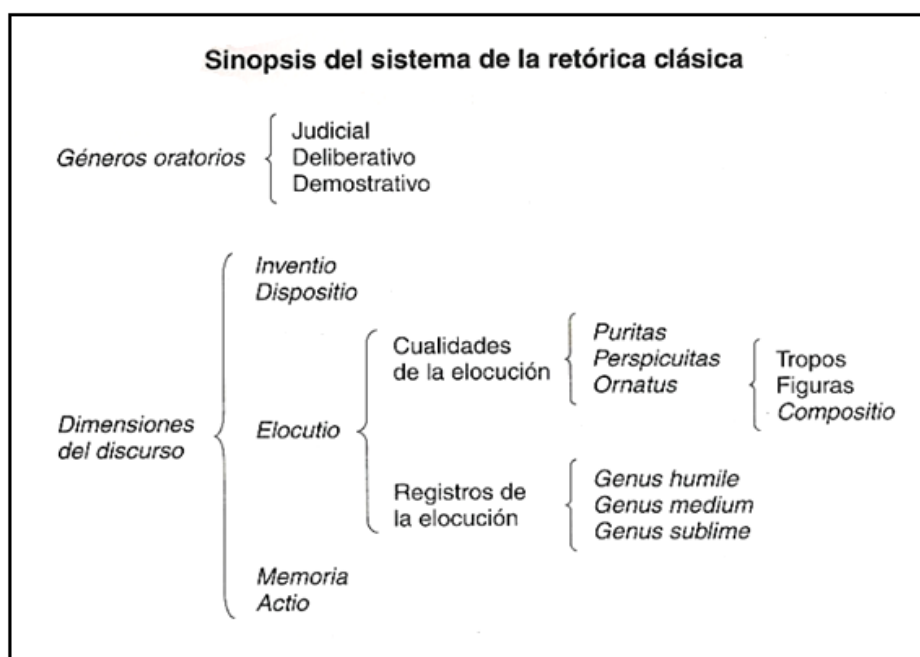 Sinopsis del sistema de la retórica clásica
Géneros oratorios
Judicial
Deliberativo
Demostrativo
Dimensiones
del discurso
Inventio
Dispositio
Elocutio
Cualidades
de la elocución
Puritas
Perspicuitas
Ornatus
Tropos
Figuras
Compositio
Registros de
la elocución
Genus humile
Genus medium
Genus sublime
Memoria
Actio